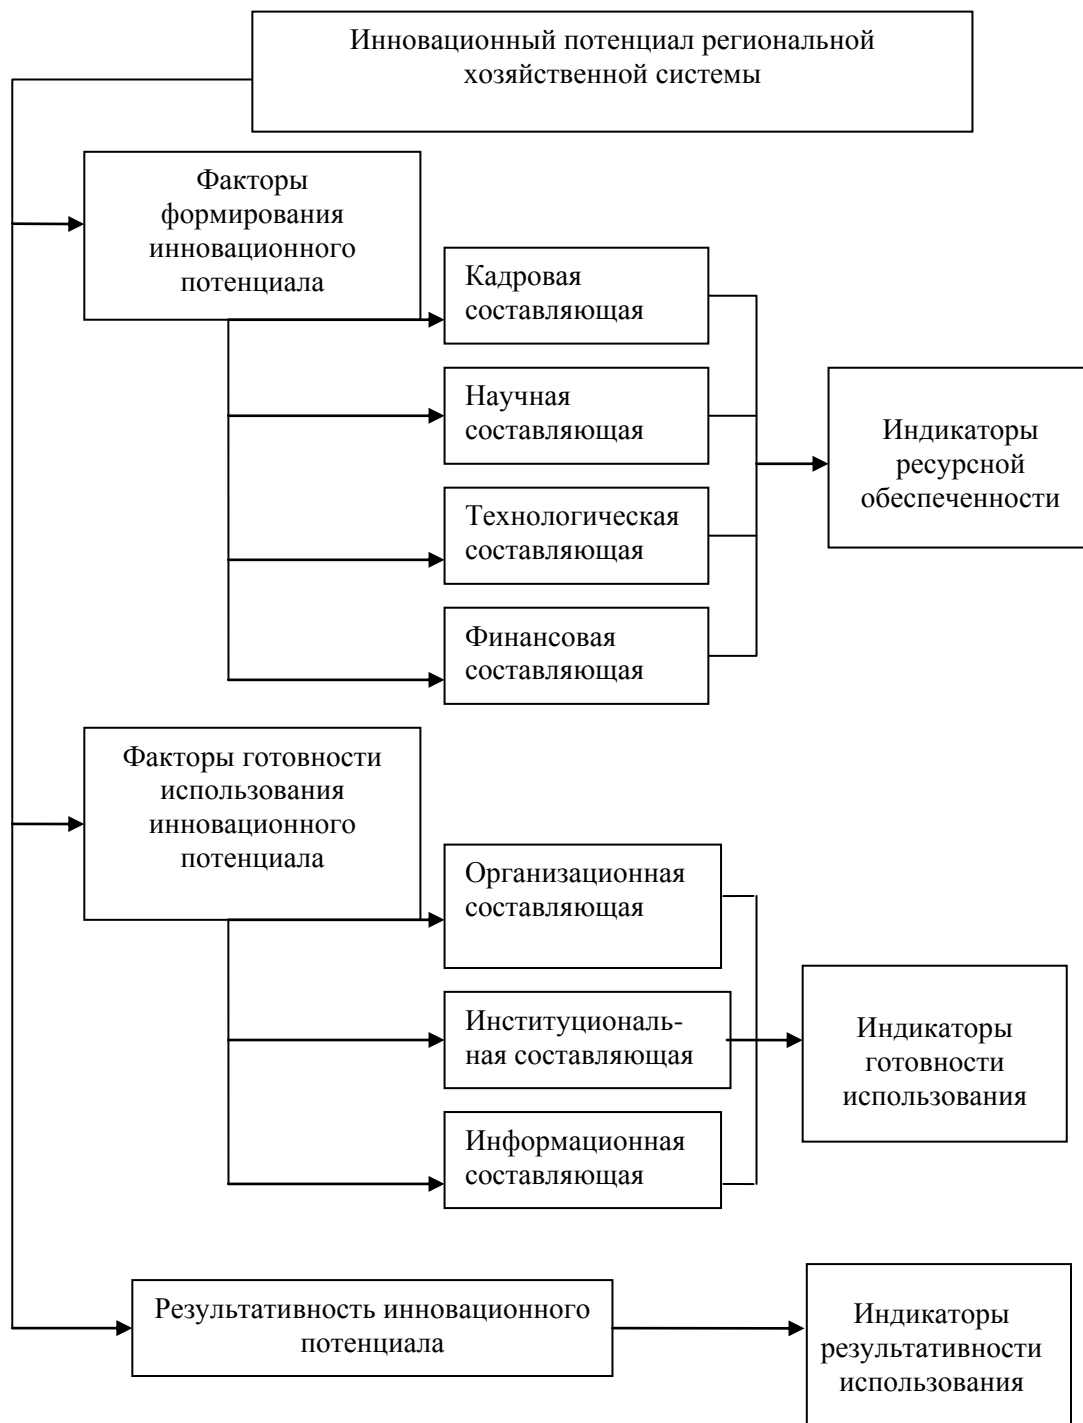 Инновационный потенциал региональной
хозяйственной системы
Факторы
формирования
инновационного
потенциала
Кадровая
составляющая
Научная
составляющая
Технологическая
составляющая
Финансовая
составляющая
Индикаторы
ресурсной
обеспеченности
Факторы готовности
использования
инновационного
потенциала
Организационная
составляющая
Институциональ-
ная составляющая
Информационная
составляющая
Индикаторы
готовности
использования
Результативность инновационного
потенциала
Индикаторы
результативности
использования